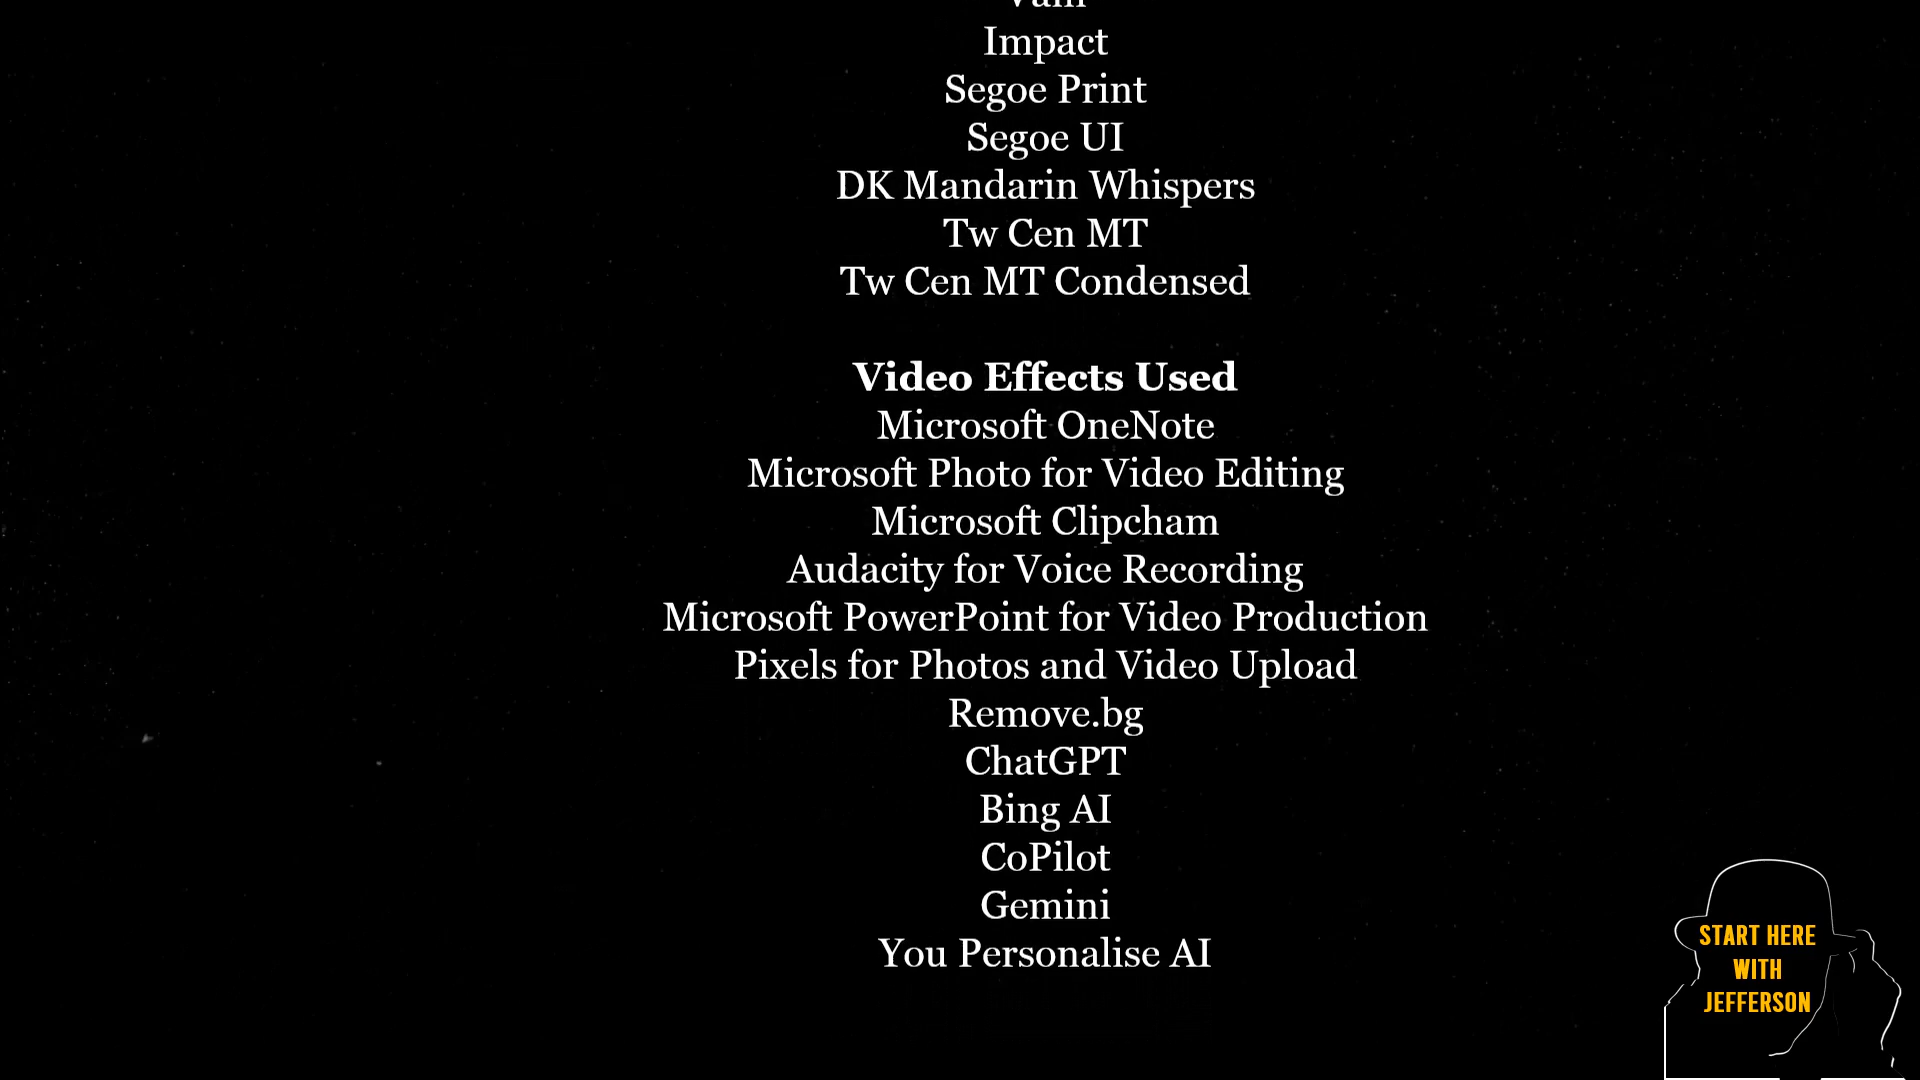 Impact
Segoe Print
Segoe UI
DK Mandarin Whispers
Tw Cen MT
Tw Cen MT Condensed
Video Effects Used
Microsoft OneNote
Microsoft Photo for Video Editing
Microsoft Clipcham
Audacity for Voice Recording
Microsoft PowerPoint for Video Production
Pixels for Photos and Video Upload
Remove.bg
ChatGPT
Bing AI
CoPilot
Gemini
You Personalise AI
START HERE
WITH
JEFFERSON